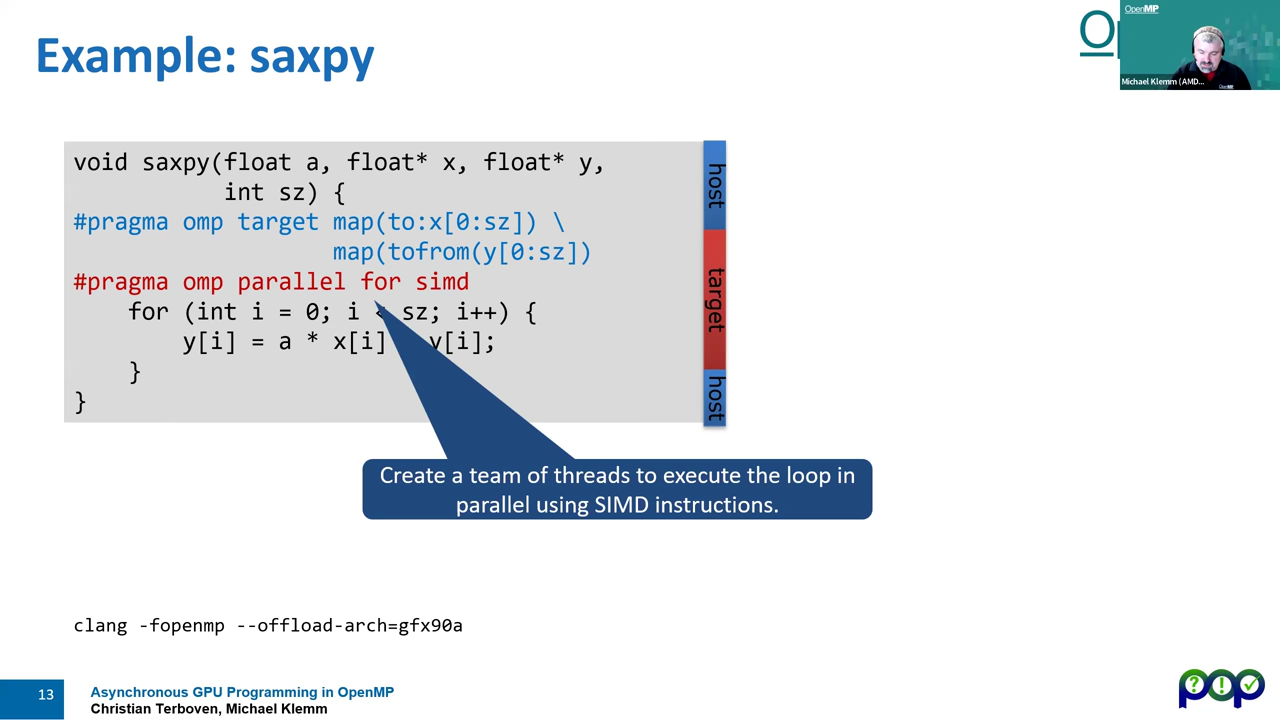 Example: saxpy
OpenMP
Michael Klemm (AMD...
OpenMP
void saxpy(float a, float* x, float* y,
int sz) {
#pragma omp target map(to:x[0:sz]) \
map(tofrom(y[0:sz])
#pragma omp parallel for simd
for (int i = 0; i < sz; i++) {
y[i] = a * x[i] y[i];
}
}
host
target
host
Create a team of threads to execute the loop in
parallel using SIMD instructions.
clang -fopenmp --offload-arch=gfx90a
13
Asynchronous GPU Programming in OpenMP
Christian Terboven, Michael Klemm
pop